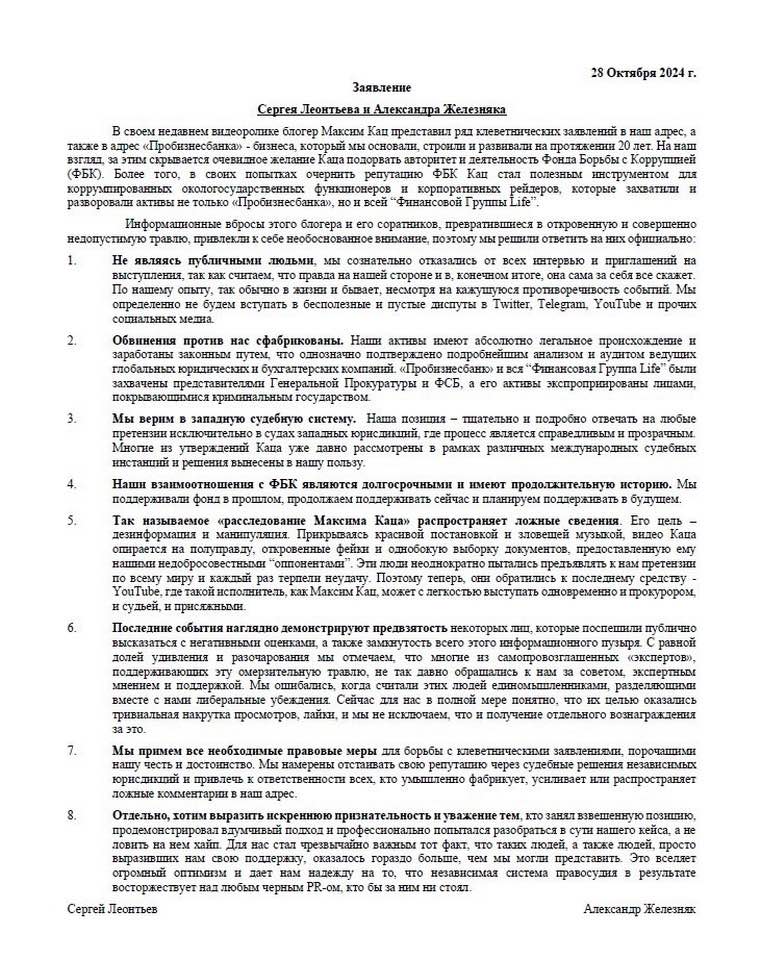 28 Октября 2024 г.
Заявление
Сергея Леонтьева и Александра Железняка
В своем недавнем видеоролике блогер Максим Кац представил ряд клеветнических заявлений в наш адрес, а
также в адрес «Пробизнесбанка» - бизнеса, который мы основали, строили и развивали на протяжении 20 лет. На наш
взгляд, за этим скрывается очевидное желание Каца подорвать авторитет и деятельность Фонда Борьбы с Коррупцией
(ФБК). Более того, в своих попытках очернить репутацию ФБК Кац стал полезным инструментом для
коррумпированных окологосударственных функционеров и корпоративных рейдеров, которые захватили и
разворовали активы не только «Пробизнесбанка», но и всей “Финансовой Группы Life”.
Информационные вбросы этого блогера и его соратников, превратившиеся в откровенную и совершенно
недопустимую травлю, привлекли к себе необоснованное внимание, поэтому мы решили ответить на них официально:
1. Не являясь публичными людьми, мы сознательно отказались от всех интервью и приглашений на
выступления, так как считаем, что правда на нашей стороне и в, конечном итоге, она сама за себя все скажет.
По нашему опыту, так обычно в жизни и бывает, несмотря на кажущуюся противоречивость событий. Мы
определенно не будем вступать в бесполезные и пустые диспуты в Twitter, Telegram, YouTube и прочих
социальных медиа.
2. Обвинения против нас сфабрикованы. Наши активы имеют абсолютно легальное происхождение и
заработаны законным путем, что однозначно подтверждено подробнейшим анализом и аудитом ведущих
глобальных юридических и бухгалтерских компаний. «Пробизнесбанк» и вся “Финансовая Группа Life” были
захвачены представителями Генеральной Прокуратуры и ФСБ, а его активы экспроприированы лицами,
покрывающимися криминальным государством.
3. Мы верим в западную судебную систему. Наша позиция – тщательно и подробно отвечать на любые
претензии исключительно в судах западных юрисдикций, где процесс является справедливым и прозрачным.
Многие из утверждений Каца уже давно рассмотрены в рамках различных международных судебных
инстанций и решения вынесены в нашу пользу.
4. Наши взаимоотношения с ФБК являются долгосрочными и имеют продолжительную историю. Мы
поддерживали фонд в прошлом, продолжаем поддерживать сейчас и планируем поддерживать в будущем.
5. Так называемое «расследование Максима Каца» распространяет ложные сведения. Его цель –
дезинформация и манипуляция. Прикрываясь красивой постановкой и зловещей музыкой, видео Каца
опирается на полуправду, откровенные фейки и однобокую выборку документов, предоставленную ему
нашими недобросовестными “оппонентами”. Эти люди неоднократно пытались предъявлять к нам претензии
по всему миру и каждый раз терпели неудачу. Поэтому теперь, они обратились к последнему средству -
YouTube, где такой исполнитель, как Максим Кац, может с легкостью выступать одновременно и прокурором,
и судьей, и присяжными.
6. Последние события наглядно демонстрируют предвзятость некоторых лиц, которые поспешили публично
высказаться с негативными оценками, а также замкнутость всего этого информационного пузыря. С равной
долей удивления и разочарования мы отмечаем, что многие из самопровозглашенных «экспертов»,
поддерживающих эту омерзительную травлю, не так давно обращались к нам за советом, экспертным
мнением и поддержкой. Мы ошибались, когда считали этих людей единомышленниками, разделяющими
вместе с нами либеральные убеждения. Сейчас для нас в полной мере понятно, что их целью оказались
тривиальная накрутка просмотров, лайки, и мы не исключаем, что и получение отдельного вознаграждения
за это.
7. Мы примем все необходимые правовые меры для борьбы с клеветническими заявлениями, порочащими
нашу честь и достоинство. Мы намерены отстаивать свою репутацию через судебные решения независимых
юрисдикций и привлечь к ответственности всех, кто умышленно фабрикует, усиливает или распространяет
ложные комментарии в наш адрес.
8. Отдельно, хотим выразить искреннюю признательность и уважение тем, кто занял взвешенную позицию,
продемонстрировал вдумчивый подход и профессионально попытался разобраться в сути нашего кейса, а не
ловить на нем хайп. Для нас стал чрезвычайно важным тот факт, что таких людей, а также людей, просто
выразивших нам свою поддержку, оказалось гораздо больше, чем мы могли представить. Это вселяет
огромный оптимизм и дает нам надежду на то, что независимая система правосудия в результате
восторжествует над любым черным PR-ом, кто бы за ним ни стоял.
Сергей Леонтьев Александр Железняк